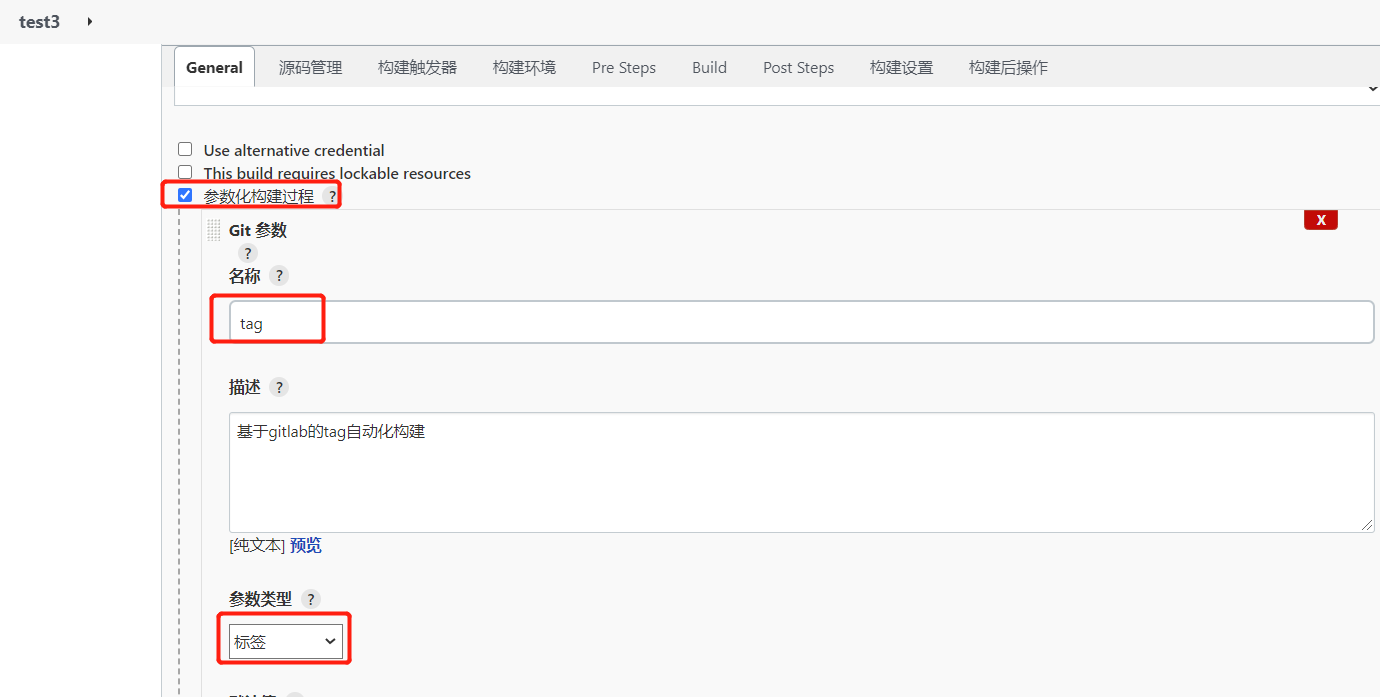 test3
General 源码管理 构建触发器 构建环境 Pre Steps Build Post Steps 构建设置 构建后操作
Use alternative credential
This build requires lockable resources
参数化构建过程 ?
Git 参数
X
?
名称 ?
tag
描述 ?
基于gitlab的tag自动化构建
[纯文本] 预览
参数类型 ?
标签